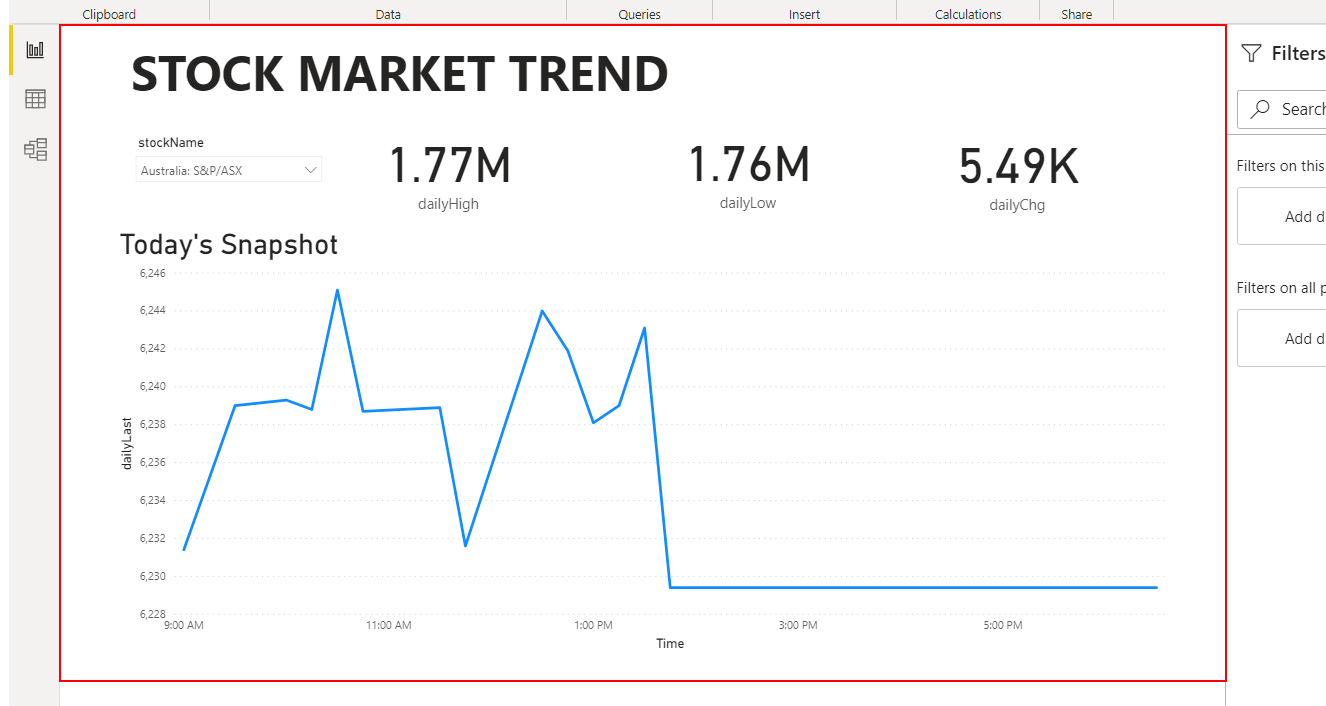 Clipboard Data Queries Insert Calculations Share
STOCK MARKET TREND
Filters
Search
stockName
Australia: S&P/ASX
1.77M
dailyHigh
1.76M
dailyLow
5.49K
dailyChg
Filters on this
Add d
Filters on all p
Add d
Today's Snapshot
dailyLast
6,246
6,244
6,242
6,240
6,238
6,236
6,234
6,232
6,230
6,228
9:00 AM 11:00 AM 1:00 PM 3:00 PM 5:00 PM
Time